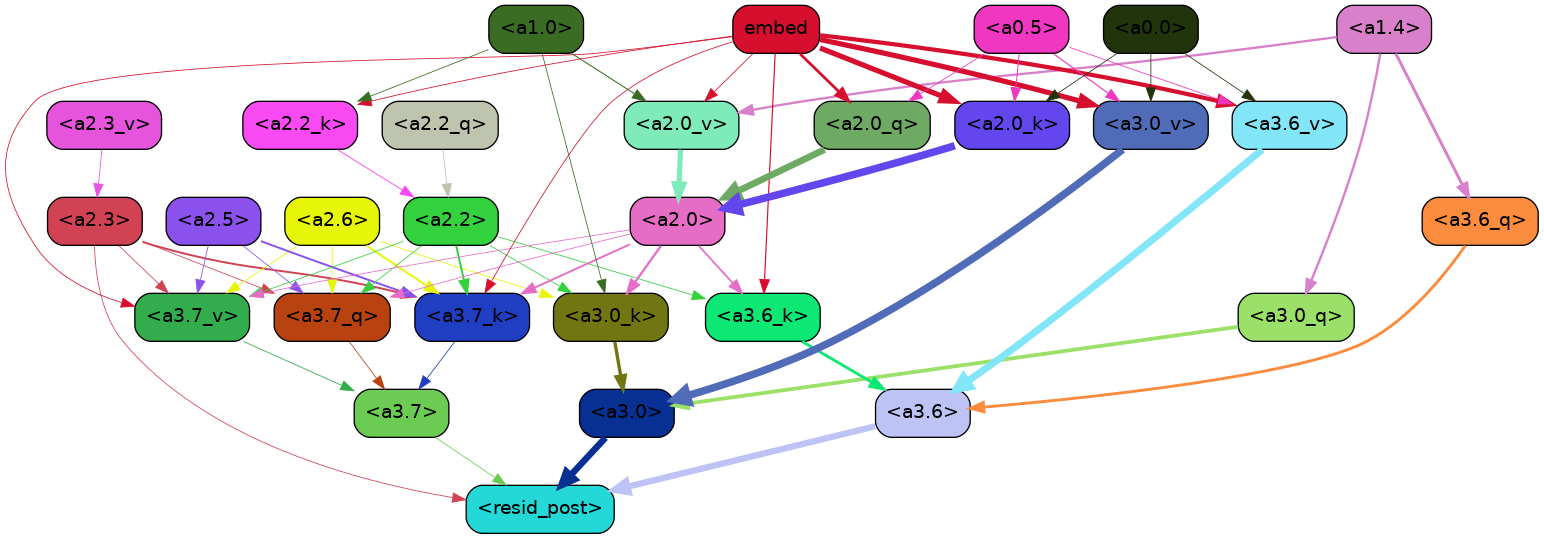 <a1.0> embed <a0.5> <a0.0> <a1.4>
<a2.3_v> <a2.2_k> <a2.2_q> <a2.0_v> <a2.0_q> <a2.0_k> <a3.0_v> <a3.6_v>
<a2.3> <a2.5> <a2.6> <a2.2> <a2.0> <a3.6_q>
<a3.7_v> <a3.7_q> <a3.7_k> <a3.0_k> <a3.6_k> <a3.0_q>
<a3.7> <a3.0> <a3.6>
<resid_post>